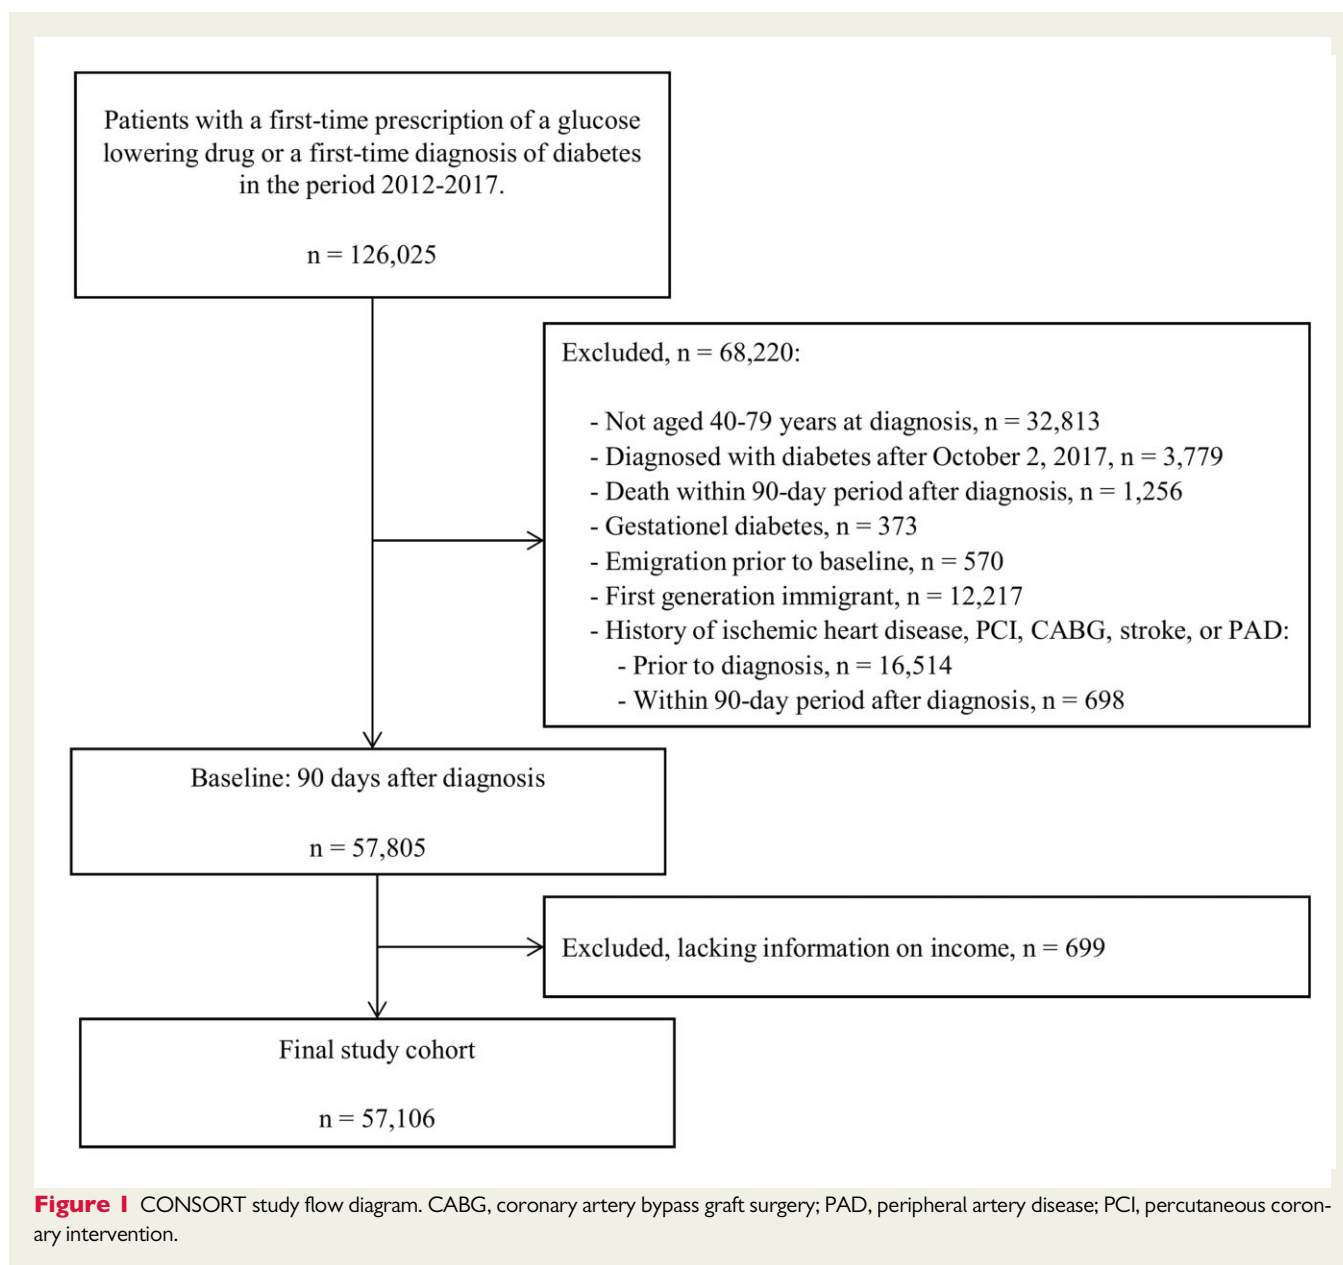 Patients with a first-time prescription of a glucose
lowering drug or a first-time diagnosis of diabetes
in the period 2012-2017.
n = 126,025
Excluded, n = 68,220:
- Not aged 40-79 years at diagnosis, n = 32,813
- Diagnosed with diabetes after October 2, 2017, n = 3,779
- Death within 90-day period after diagnosis, n = 1,256
- Gestationel diabetes, n = 373
- Emigration prior to baseline, n = 570
- First generation immigrant, n = 12,217
- History of ischemic heart disease, PCI, CABG, stroke, or PAD:
- Prior to diagnosis, n = 16,514
- Within 90-day period after diagnosis, n = 698
Baseline: 90 days after diagnosis
n = 57,805
Excluded, lacking information on income, n = 699
Final study cohort
n = 57,106
Figure 1 CONSORT study flow diagram. CABG, coronary artery bypass graft surgery; PAD, peripheral artery disease; PCI, percutaneous coron-
ary intervention.